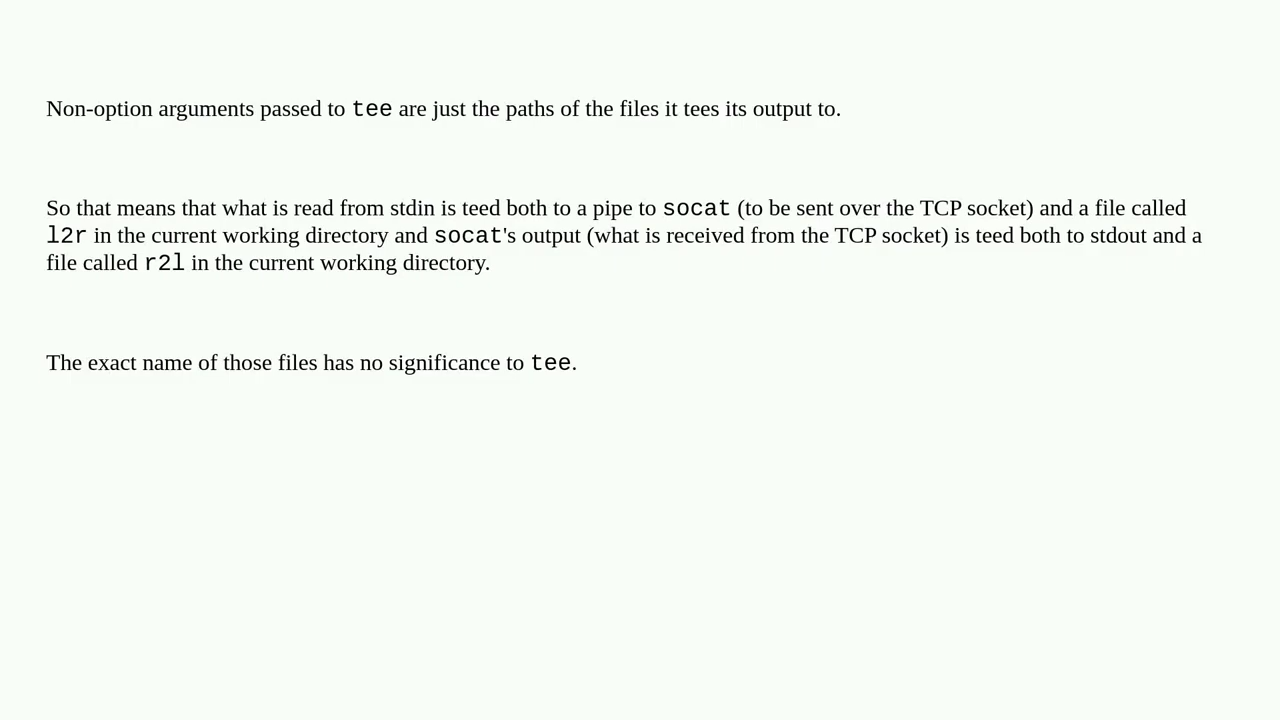 Non-option arguments passed to tee are just the paths of the files it tees its output to.
So that means that what is read from stdin is teed both to a pipe to socat (to be sent over the TCP socket) and a file called
l2r in the current working directory and socat's output (what is received from the TCP socket) is teed both to stdout and a
file called r2l in the current working directory.
The exact name of those files has no significance to tee.